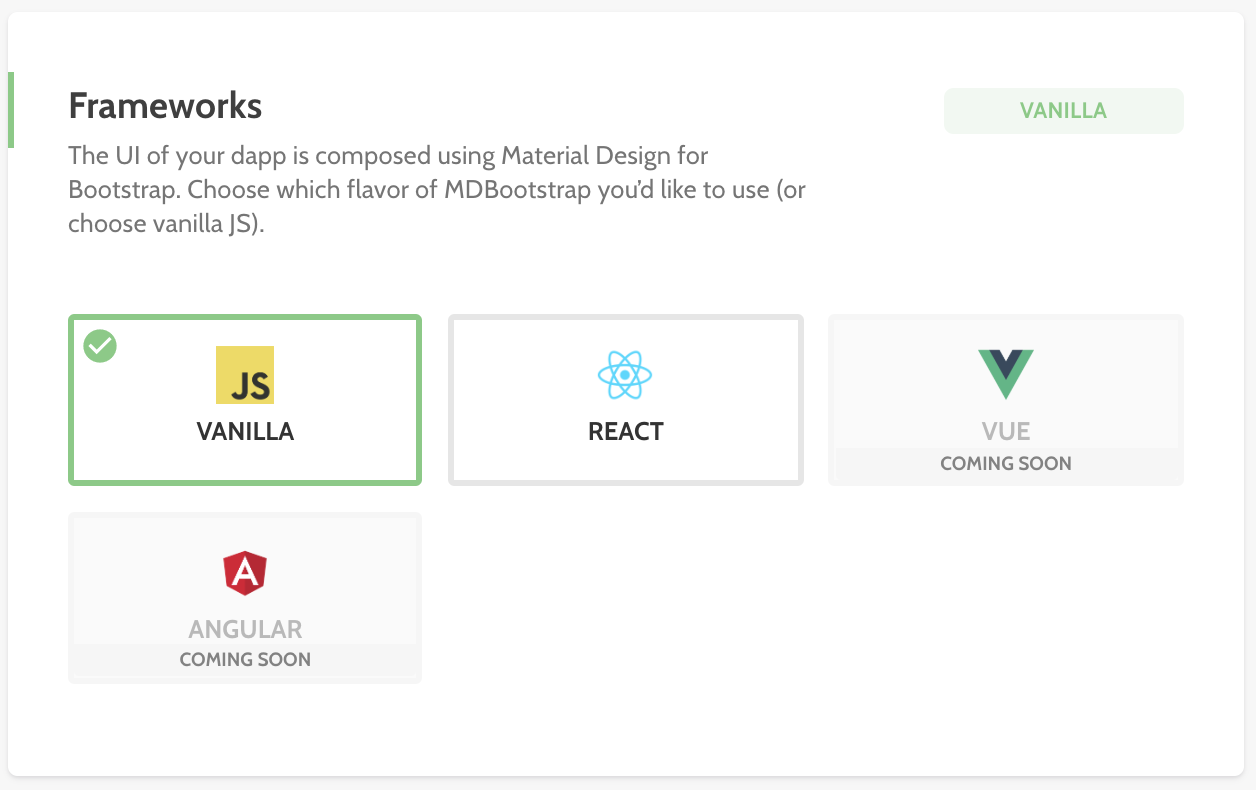 Frameworks
VANILLA
The UI of your dapp is composed using Material Design for
Bootstrap. Choose which flavor of MDBootstrap you’d like to use (or
choose vanilla JS).
JS
VANILLA
REACT
VUE
COMING SOON
A
ANGULAR
COMING SOON